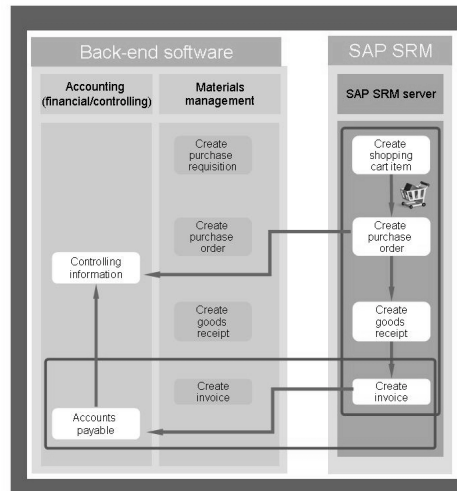 Back-end software
SAP SRM
Accounting
(financial/controlling)
Materials
management
SAP SRM server
Create
purchase
requisition
Create
shopping
cart item
Create
purchase
order
Create
purchase
order
Controlling
information
Create
goods
receipt
Create
goods
receipt
Create
invoice
Create
invoice
Accounts
payable